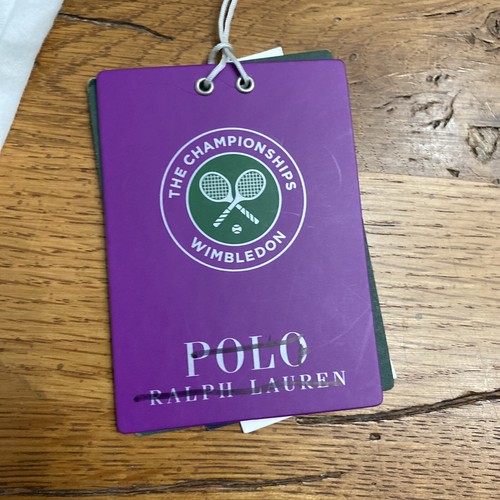 THE CHAMPIONSHIPS
WIMBLEDON
POLO
RALPH LAUREN